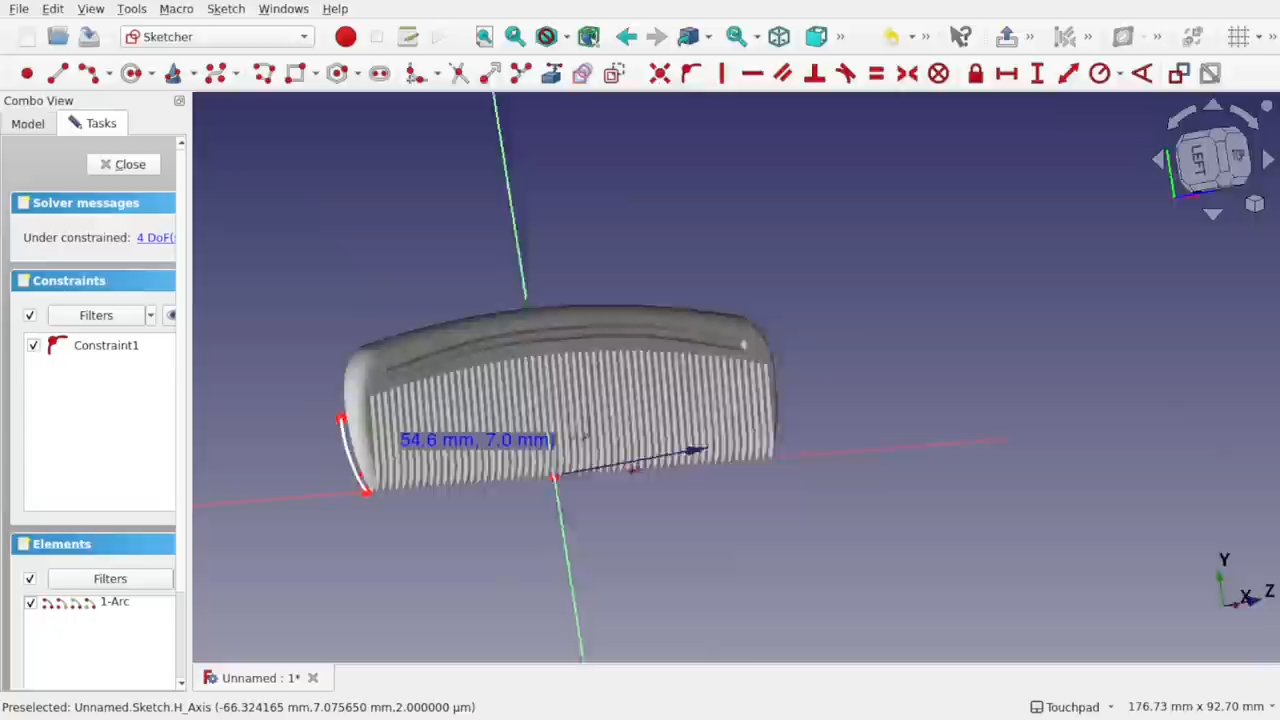 File Edit View Tools Macro Sketch Windows Help
Sketcher
Combo View
Model Tasks
Close
Solver messages
Under constrained: 4 DoF(s
Constraints
Filters
Constraint1
Elements
Filters
1-Arc
54.6 mm, 7.0 mm
LEFT
Y
X Z
Unnamed : 1*
Preselected: Unnamed.Sketch.H_Axis (-66.324165 mm,7.075650 mm,2.000000 µm)
Touchpad 176.73 mm x 92.70 mm